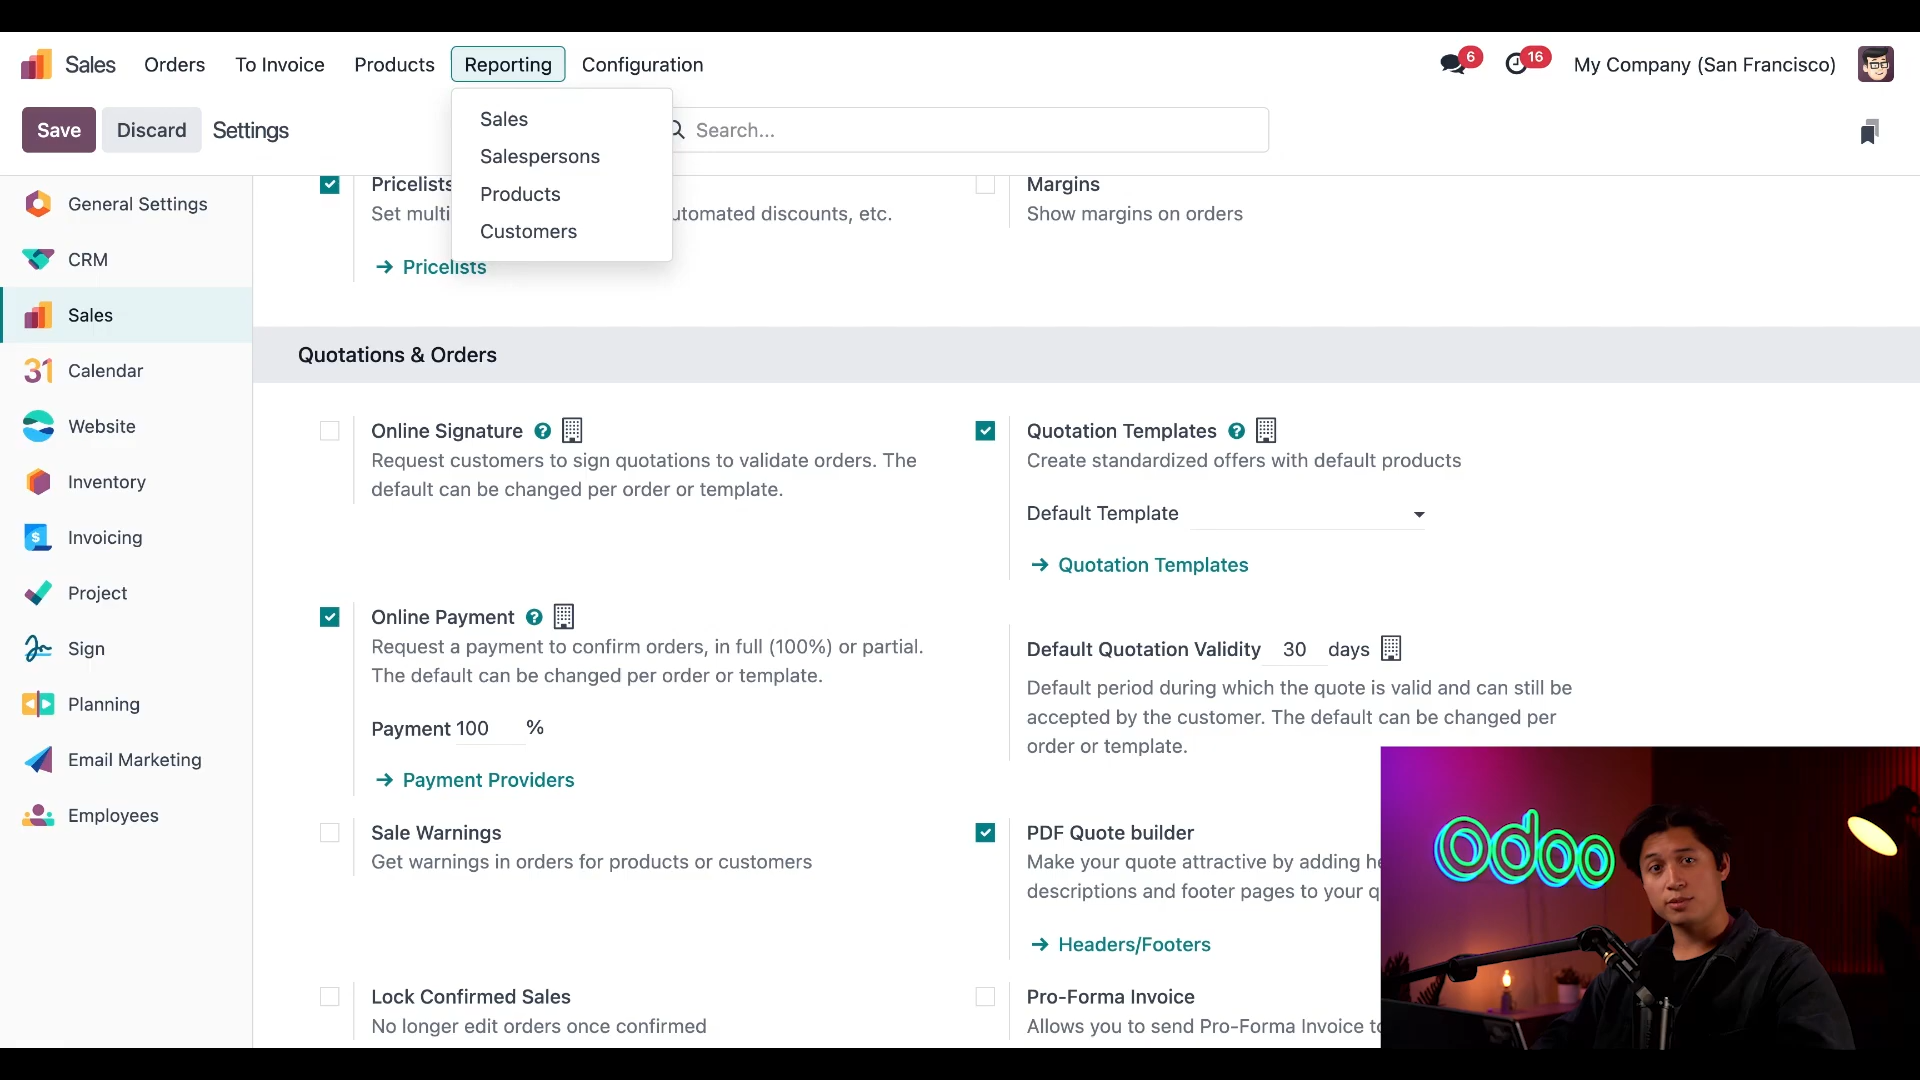 Sales
Orders
To Invoice
Products
Reporting
Configuration
6
16
My Company (San Francisco)
Save
Discard
Settings
Search...
Sales
Salespersons
Products
Customers
General Settings
CRM
Sales
31
Calendar
Website
Inventory
$
Invoicing
Project
Sign
Planning
Email Marketing
Employees
Pricelists
Set multi
utomated discounts, etc.
Pricelists
Margins
Show margins on orders
Quotations & Orders
Online Signature ?
Request customers to sign quotations to validate orders. The
default can be changed per order or template.
Quotation Templates ?
Create standardized offers with default products
Default Template
Quotation Templates
Online Payment ?
Request a payment to confirm orders, in full (100%) or partial.
The default can be changed per order or template.
Payment 100 %
Payment Providers
Default Quotation Validity 30 days
Default period during which the quote is valid and can still be
accepted by the customer. The default can be changed per
order or template.
Sale Warnings
Get warnings in orders for products or customers
PDF Quote builder
Make your quote attractive by adding he
descriptions and footer pages to your q
Headers/Footers
Lock Confirmed Sales
No longer edit orders once confirmed
Pro-Forma Invoice
Allows you to send Pro-Forma Invoice to
odoo